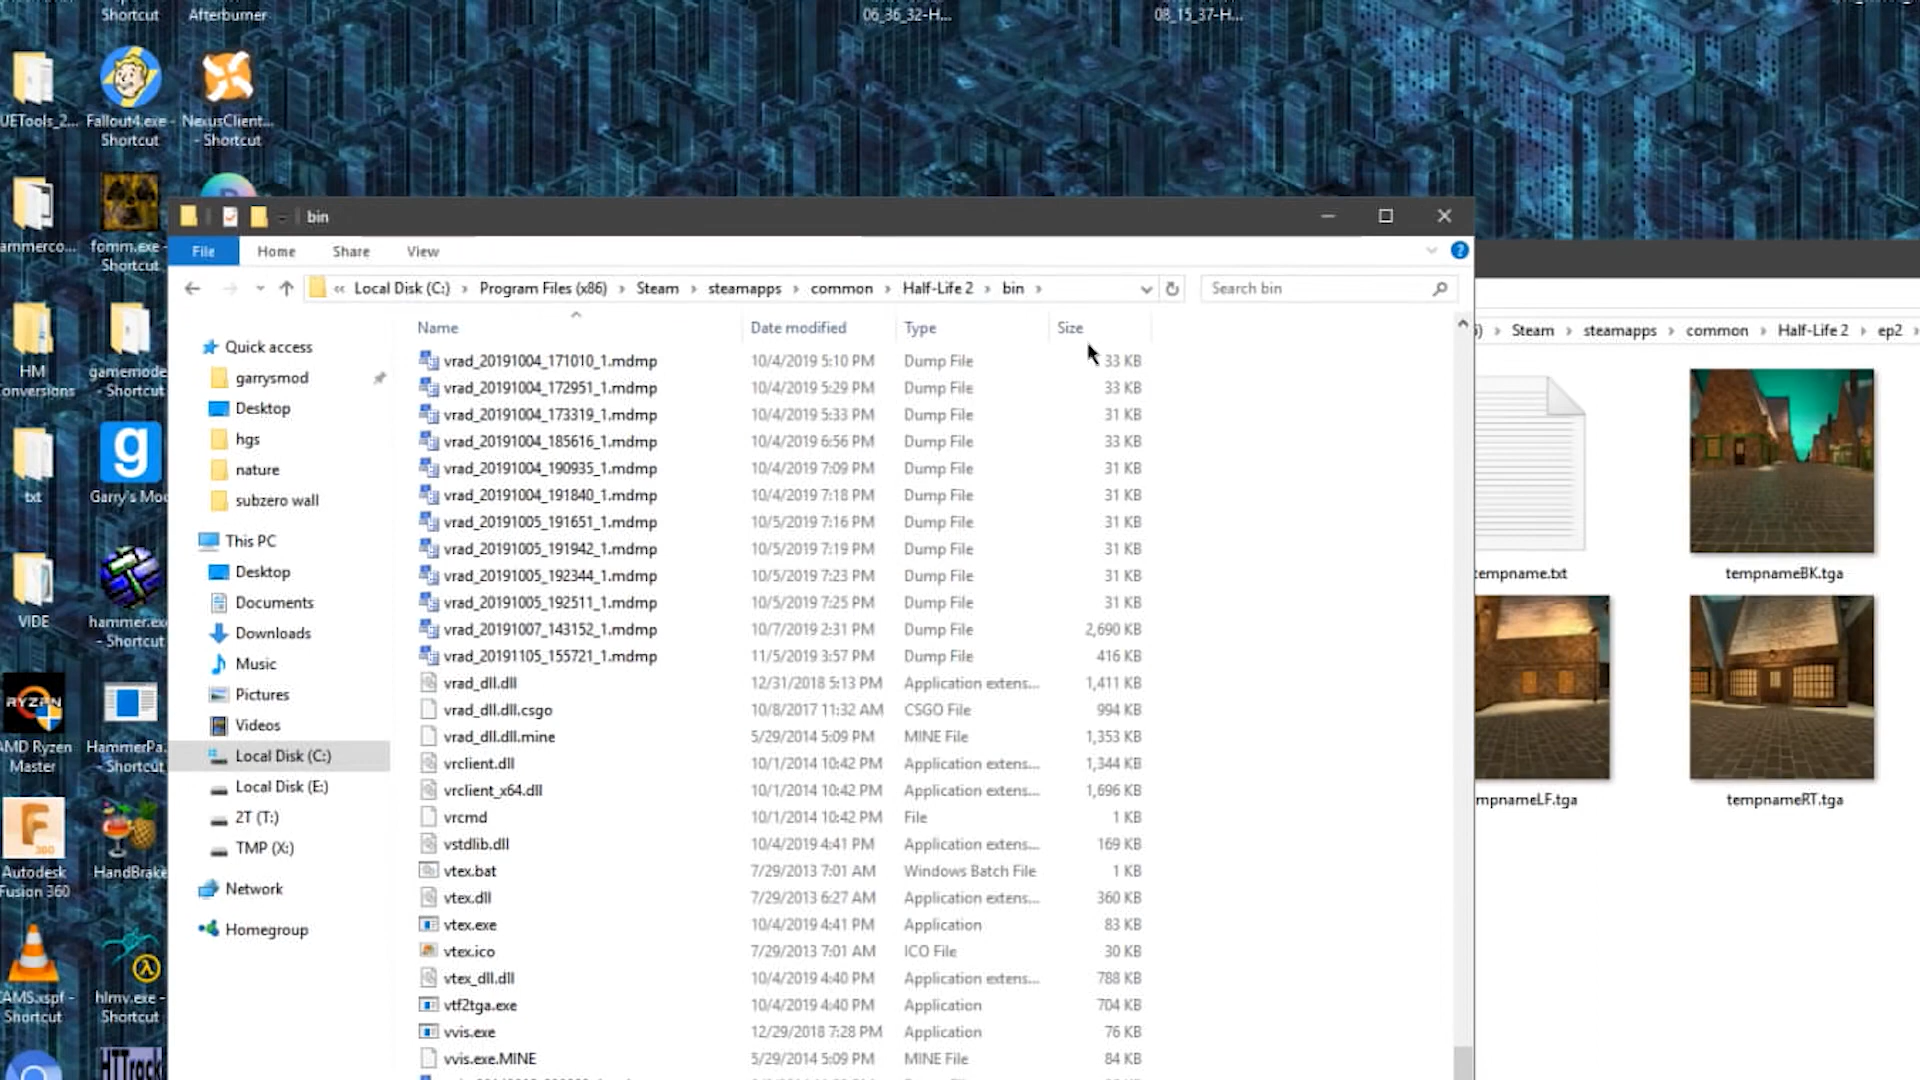 Shortcut
Afterburner
06_36_32-H...
08_15_37-H...
UETools_2...
Fallout4.exe -
Shortcut
NexusClient...
- Shortcut
ammerco...
fomm.exe -
Shortcut
HM
onversions
gamemode
- Shortcut
txt
g
Garry's Mo
VIDE
hammer.ex
- Shortcut
RYZEN
AMD Ryzen
Master
HammerPa.
- Shortcut
F
360
Autodesk
Fusion 360
HandBrake
AMS.xspf -
Shortcut
hlmv.exe -
Shortcut
HTTrack
bin
File
Home
Share
View
« Local Disk (C:) › Program Files (x86) › Steam › steamapps › common › Half-Life 2 › bin ›
Search bin
Quick access
garrysmod
Desktop
hgs
nature
subzero wall
This PC
Desktop
Documents
Downloads
Music
Pictures
Videos
Local Disk (C:)
Local Disk (E:)
2T (T:)
TMP (X:)
Network
Homegroup
Name Date modified Type Size
vrad_20191004_171010_1.mdmp 10/4/2019 5:10 PM Dump File 33 KB
vrad_20191004_172951_1.mdmp 10/4/2019 5:29 PM Dump File 33 KB
vrad_20191004_173319_1.mdmp 10/4/2019 5:33 PM Dump File 31 KB
vrad_20191004_185616_1.mdmp 10/4/2019 6:56 PM Dump File 33 KB
vrad_20191004_190935_1.mdmp 10/4/2019 7:09 PM Dump File 31 KB
vrad_20191004_191840_1.mdmp 10/4/2019 7:18 PM Dump File 31 KB
vrad_20191005_191651_1.mdmp 10/5/2019 7:16 PM Dump File 31 KB
vrad_20191005_191942_1.mdmp 10/5/2019 7:19 PM Dump File 31 KB
vrad_20191005_192344_1.mdmp 10/5/2019 7:23 PM Dump File 31 KB
vrad_20191005_192511_1.mdmp 10/5/2019 7:25 PM Dump File 31 KB
vrad_20191007_143152_1.mdmp 10/7/2019 2:31 PM Dump File 2,690 KB
vrad_20191105_155721_1.mdmp 11/5/2019 3:57 PM Dump File 416 KB
vrad_dll.dll 12/31/2018 5:13 PM Application extens... 1,411 KB
vrad_dll.dll.csgo 10/8/2017 11:32 AM CSGO File 994 KB
vrad_dll.dll.mine 5/29/2014 5:09 PM MINE File 1,353 KB
vrclient.dll 10/1/2014 10:42 PM Application extens... 1,344 KB
vrclient_x64.dll 10/1/2014 10:42 PM Application extens... 1,696 KB
vrcmd 10/1/2014 10:42 PM File 1 KB
vstdlib.dll 10/4/2019 4:41 PM Application extens... 169 KB
vtex.bat 7/29/2013 7:01 AM Windows Batch File 1 KB
vtex.dll 7/29/2013 6:27 AM Application extens... 360 KB
vtex.exe 10/4/2019 4:41 PM Application 83 KB
vtex.ico 7/29/2013 7:01 AM ICO File 30 KB
vtex_dll.dll 10/4/2019 4:40 PM Application extens... 788 KB
vtf2tga.exe 10/4/2019 4:40 PM Application 704 KB
vvis.exe 12/29/2018 7:28 PM Application 76 KB
vvis.exe.MINE 5/29/2014 5:09 PM MINE File 84 KB
› Steam › steamapps › common › Half-Life 2 › ep2 ›
tempname.txt
tempnameBK.tga
mpnameLF.tga
tempnameRT.tga